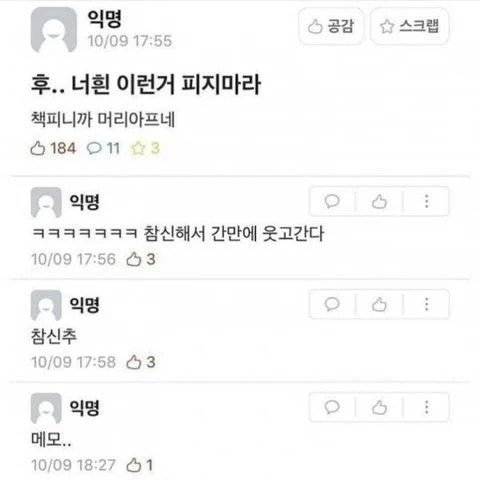 익명
10/09 17:55
공감
스크랩
후.. 너흰 이런거 피지마라
책피니까 머리아프네
184 11 3
익명
ㅋㅋㅋㅋㅋㅋㅋ 참신해서 간만에 웃고간다
10/09 17:56 3
익명
참신추
10/09 17:58 3
익명
메모..
10/09 18:27 1